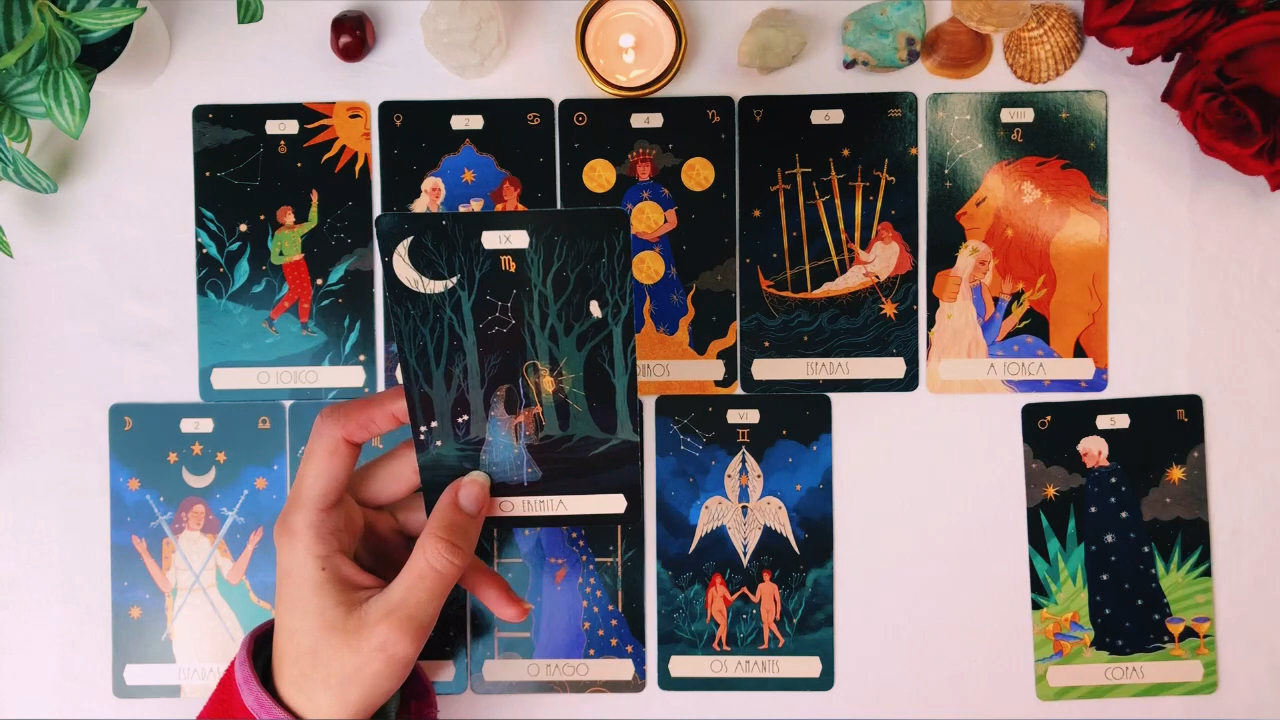 0
O LOUCO
2
4
OUROS
6
ESPADAS
VIII
A FORÇA
IX
O EREMITA
2
ESPADAS
O MAGO
VI
OS AMANTES
5
COPAS